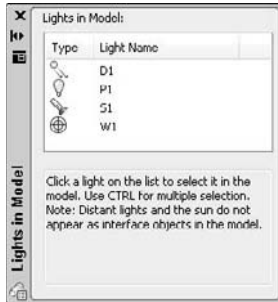 Lights in Model:
Type Light Name
D1
P1
S1
W1
Click a light on the list to select it in the
model. Use CTRL for multiple selection.
Note: Distant lights and the sun do not
appear as interface objects in the model.
Lights in Model